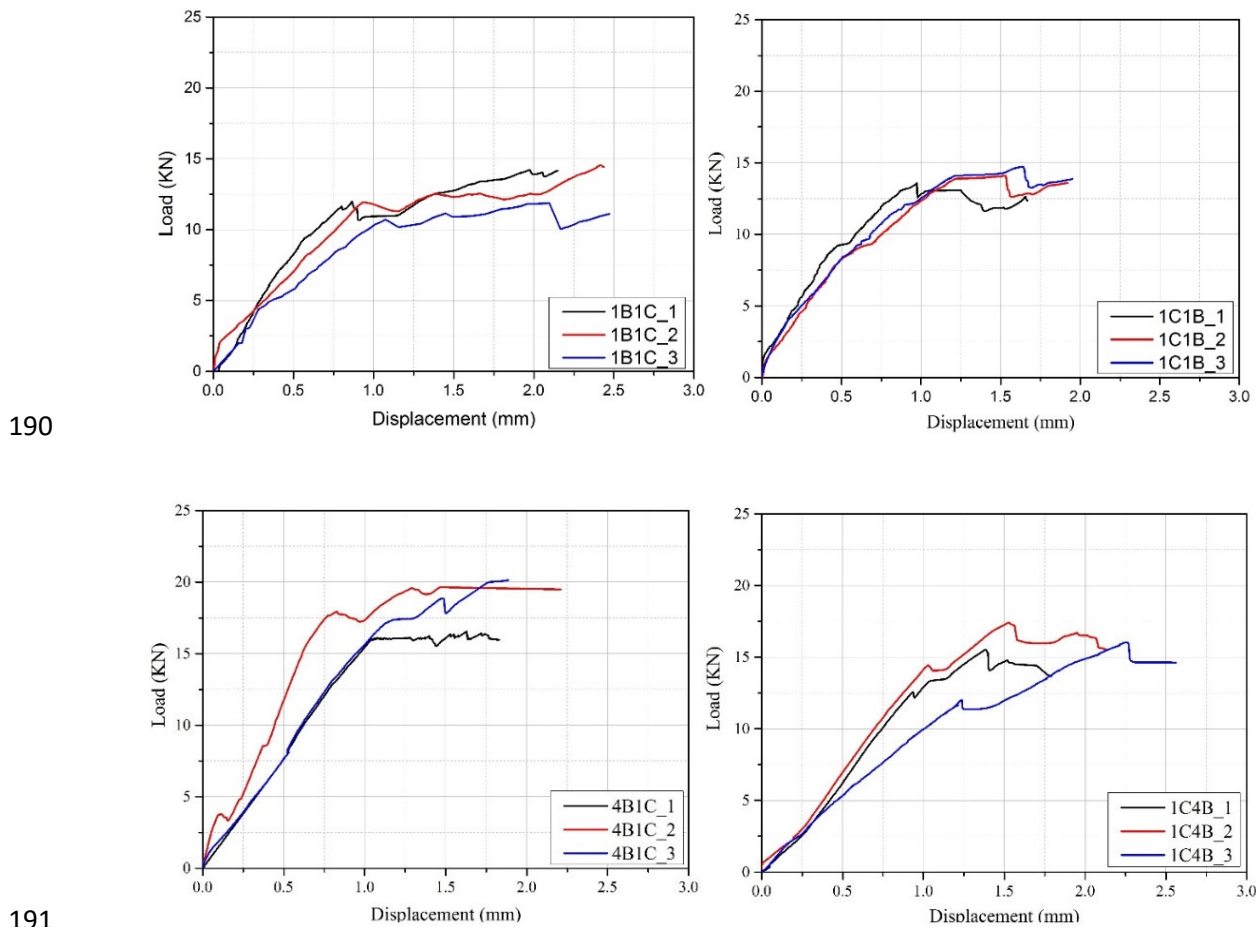 25
20
15
10
5
0
Load (KN)
1B1C_1
1B1C_2
1B1C_3
0.0 0.5 1.0 1.5 2.0 2.5 3.0
Displacement (mm)
25
20
15
10
5
0
Load (KN)
1C1B_1
1C1B_2
1C1B_3
0.0 0.5 1.0 1.5 2.0 2.5 3.0
Displacement (mm)
190
25
20
15
10
5
0
Load (KN)
4B1C_1
4B1C_2
4B1C_3
0.0 0.5 1.0 1.5 2.0 2.5 3.0
Displacement (mm)
25
20
15
10
5
0
Load (KN)
1C4B_1
1C4B_2
1C4B_3
0.0 0.5 1.0 1.5 2.0 2.5 3.0
Displacement (mm)
191